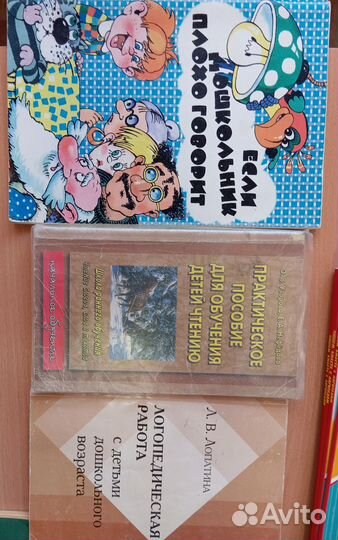 ЕСЛИ
ДОШКОЛЬНИК
ПЛОХО ГОВОРИТ
ПРАКТИЧЕСКОЕ
ПОСОБИЕ
ДЛЯ ОБУЧЕНИЯ
ДЕТЕЙ ЧТЕНИЮ
Л. В. ЛОПАТИНА
ЛОГОПЕДИЧЕСКАЯ
РАБОТА
С ДЕТЬМИ
ДОШКОЛЬНОГО
ВОЗРАСТА
Avito